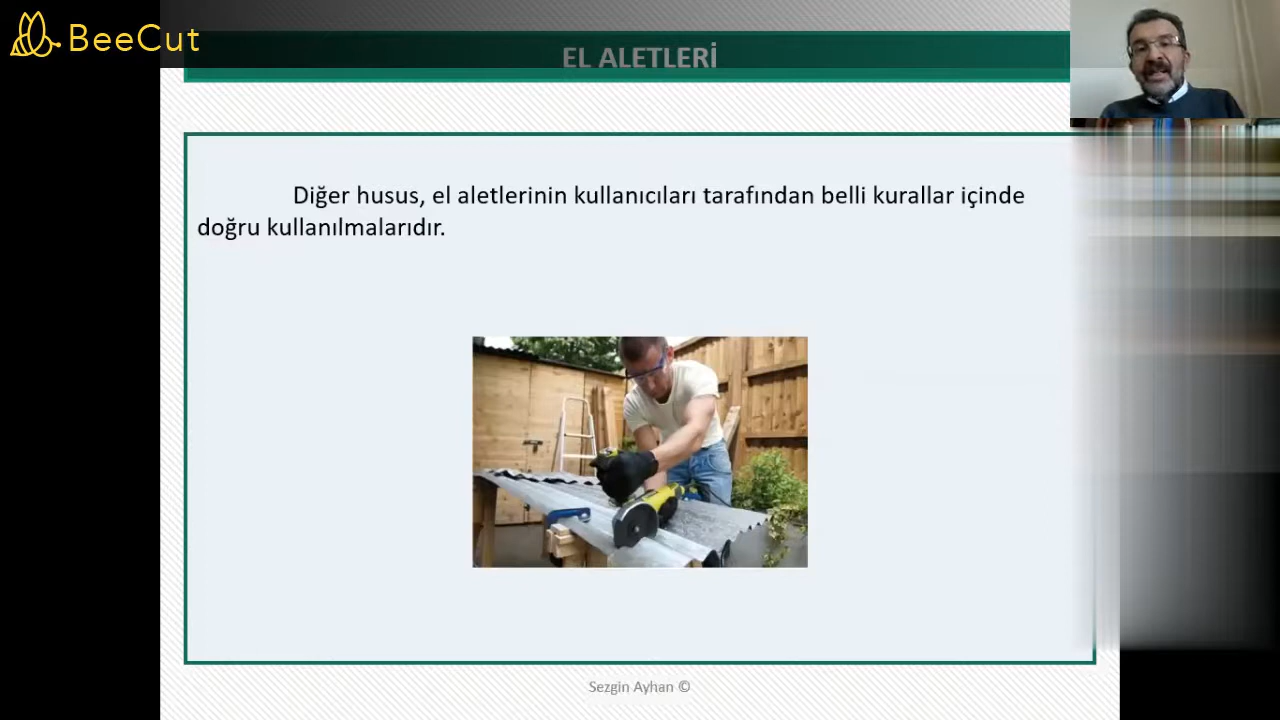 BeeCut
EL ALETLERİ
Diğer husus, el aletlerinin kullanıcıları tarafından belli kurallar içinde
doğru kullanılmalarıdır.
Sezgin Ayhan ©